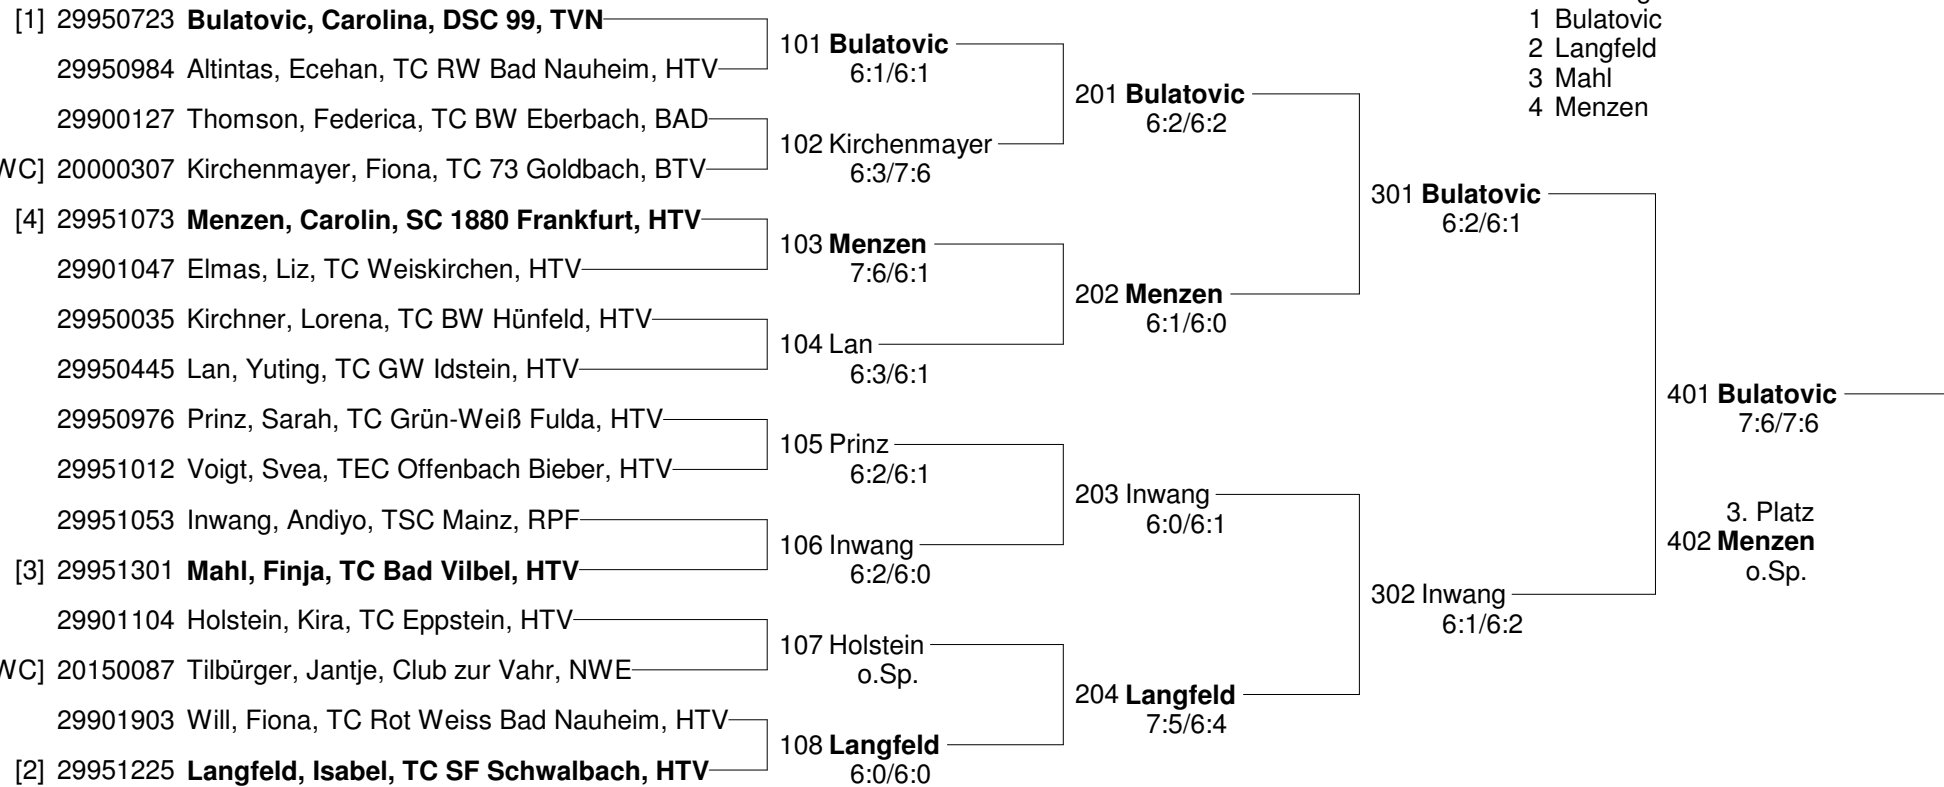 [1] 29950723 Bulatovic, Carolina, DSC 99, TVN
29950984 Altintas, Ecehan, TC RW Bad Nauheim, HTV
29900127 Thomson, Federica, TC BW Eberbach, BAD
WC] 20000307 Kirchenmayer, Fiona, TC 73 Goldbach, BTV
[4] 29951073 Menzen, Carolin, SC 1880 Frankfurt, HTV
29901047 Elmas, Liz, TC Weiskirchen, HTV
29950035 Kirchner, Lorena, TC BW Hünfeld, HTV
29950445 Lan, Yuting, TC GW Idstein, HTV
29950976 Prinz, Sarah, TC Grün-Weiß Fulda, HTV
29951012 Voigt, Svea, TEC Offenbach Bieber, HTV
29951053 Inwang, Andiyo, TSC Mainz, RPF
[3] 29951301 Mahl, Finja, TC Bad Vilbel, HTV
29901104 Holstein, Kira, TC Eppstein, HTV
WC] 20150087 Tilbürger, Jantje, Club zur Vahr, NWE
29901903 Will, Fiona, TC Rot Weiss Bad Nauheim, HTV
[2] 29951225 Langfeld, Isabel, TC SF Schwalbach, HTV
101 Bulatovic
6:1/6:1
102 Kirchenmayer
6:3/7:6
103 Menzen
7:6/6:1
104 Lan
6:3/6:1
105 Prinz
6:2/6:1
106 Inwang
6:2/6:0
107 Holstein
o.Sp.
108 Langfeld
6:0/6:0
201 Bulatovic
6:2/6:2
202 Menzen
6:1/6:0
203 Inwang
6:0/6:1
204 Langfeld
7:5/6:4
301 Bulatovic
6:2/6:1
302 Inwang
6:1/6:2
401 Bulatovic
7:6/7:6
3. Platz
402 Menzen
o.Sp.
1 Bulatovic
2 Langfeld
3 Mahl
4 Menzen